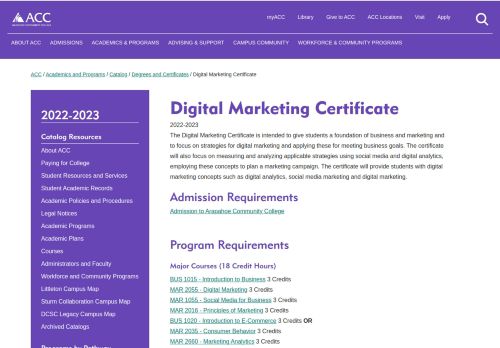 ACC
myACC Library Give to ACC ACC Locations Visit Apply
ABOUT ACC ADMISSIONS ACADEMICS & PROGRAMS ADVISING & SUPPORT CAMPUS COMMUNITY WORKFORCE & COMMUNITY PROGRAMS
ACC / Academics and Programs / Catalog / Degrees and Certificates / Digital Marketing Certificate
2022-2023
Catalog Resources
About ACC
Paying for College
Student Resources and Services
Student Academic Records
Academic Policies and Procedures
Legal Notices
Academic Programs
Academic Plans
Courses
Administrators and Faculty
Workforce and Community Programs
Littleton Campus Map
Sturm Collaboration Campus Map
DCSC Legacy Campus Map
Archived Catalogs
Programs by Pathway
Digital Marketing Certificate
2022-2023
The Digital Marketing Certificate is intended to give students a foundation of business and marketing and
to focus on strategies for digital marketing and applying these for meeting business goals. The certificate
will also focus on measuring and analyzing applicable strategies using social media and digital analytics,
employing these concepts to plan a marketing campaign. The certificate will provide students with digital
marketing concepts such as digital analytics, social media marketing and digital marketing.
Admission Requirements
Admission to Arapahoe Community College
Program Requirements
Major Courses (18 Credit Hours)
BUS 1015 - Introduction to Business 3 Credits
MAR 2055 - Digital Marketing 3 Credits
MAR 1055 - Social Media for Business 3 Credits
MAR 2016 - Principles of Marketing 3 Credits
BUS 1020 - Introduction to E-Commerce 3 Credits OR
MAR 2035 - Consumer Behavior 3 Credits
MAR 2660 - Marketing Analytics 3 Credits